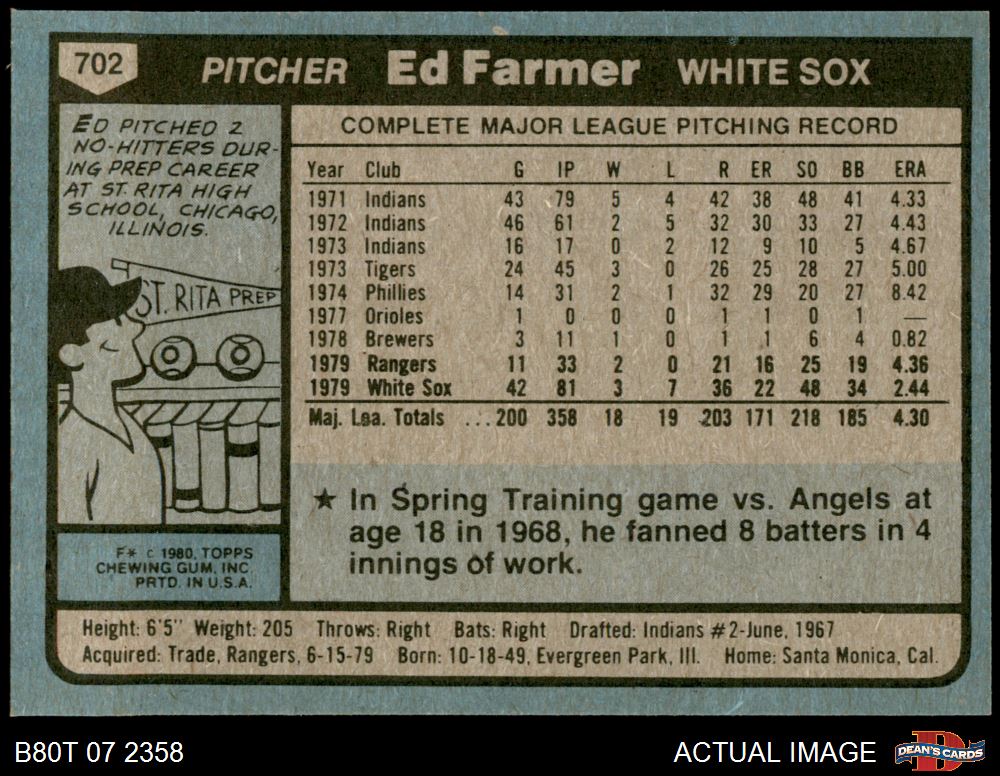 702 PITCHER Ed Farmer WHITE SOX
ED PITCHED 2
NO-HITTERS DUR-
ING PREP CAREER
AT ST. RITA HIGH
SCHOOL, CHICAGO,
ILLINOIS.
ST. RITA PREP
COMPLETE MAJOR LEAGUE PITCHING RECORD
Year Club G IP W L R ER SO BB ERA
1971 Indians 43 79 5 4 42 38 48 41 4.33
1972 Indians 46 61 2 5 32 30 33 27 4.43
1973 Indians 16 17 0 2 12 9 10 5 4.67
1973 Tigers 24 45 3 0 26 25 28 27 5.00
1974 Phillies 14 31 2 1 32 29 20 27 8.42
1977 Orioles 1 0 0 0 1 1 0 1 —
1978 Brewers 3 11 1 0 1 1 6 4 0.82
1979 Rangers 11 33 2 0 21 16 25 19 4.36
1979 White Sox 42 81 3 7 36 22 48 34 2.44
Maj. Lea. Totals ...200 358 18 19 203 171 218 185 4.30
★ In Spring Training game vs. Angels at
age 18 in 1968, he fanned 8 batters in 4
innings of work.
F* © 1980, TOPPS
CHEWING GUM, INC.
PRTD. IN U.S.A.
Height: 6'5" Weight: 205 Throws: Right Bats: Right Drafted: Indians #2-June, 1967
Acquired: Trade, Rangers, 6-15-79 Born: 10-18-49, Evergreen Park, Ill. Home: Santa Monica, Cal.
B80T 07 2358 ACTUAL IMAGE DEAN'S CARDS